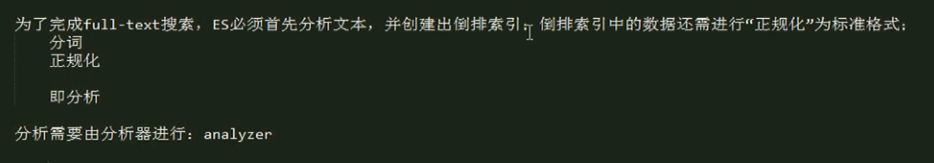 为了完成full-text搜索，ES必须首先分析文本，并创建出倒排索引；倒排索引中的数据还需进行“正规化”为标准格式；
分词
正规化
即分析
分析需要由分析器进行：analyzer